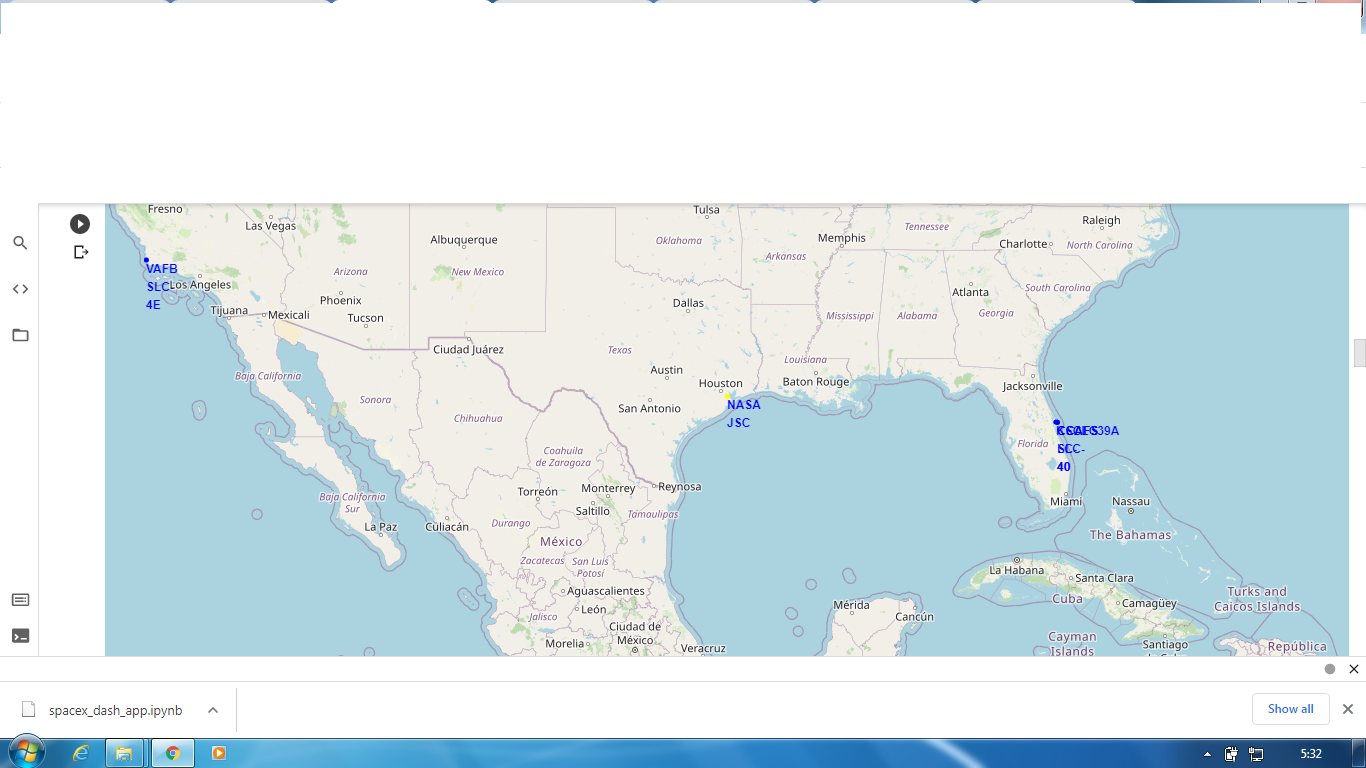 Fresno
Las Vegas
Albuquerque
Tulsa
Oklahoma
Memphis
Tennessee
Raleigh
Charlotte
North Carolina
Arkansas
VAFB
SLC-
4E
Los Angeles
Arizona
New Mexico
Phoenix
Tucson
Tijuana
Mexicali
Dallas
Atlanta
South Carolina
Mississippi
Alabama
Georgia
Ciudad Juárez
Texas
Louisiana
Baja California
Sonora
Austin
Houston
Baton Rouge
Jacksonville
San Antonio
NASA
JSC
Chihuahua
Florida
40
Coahuila
de Zaragoza
Torreón
Monterrey
Reynosa
Saltillo
Tamaulipas
Miami
Nassau
The Bahamas
Baja California
Sur
La Paz
Culiacán
Durango
México
Zacatecas
San Luis
Potosí
Aguascalientes
León
Jalisco
Ciudad de
México
Morelia
Veracruz
La Habana
Santa Clara
Cuba
Camagüey
Turks and
Caicos Islands
Mérida
Cancún
Cayman
Islands
Santiago
República
spacex_dash_app.ipynb
Show all
5:32